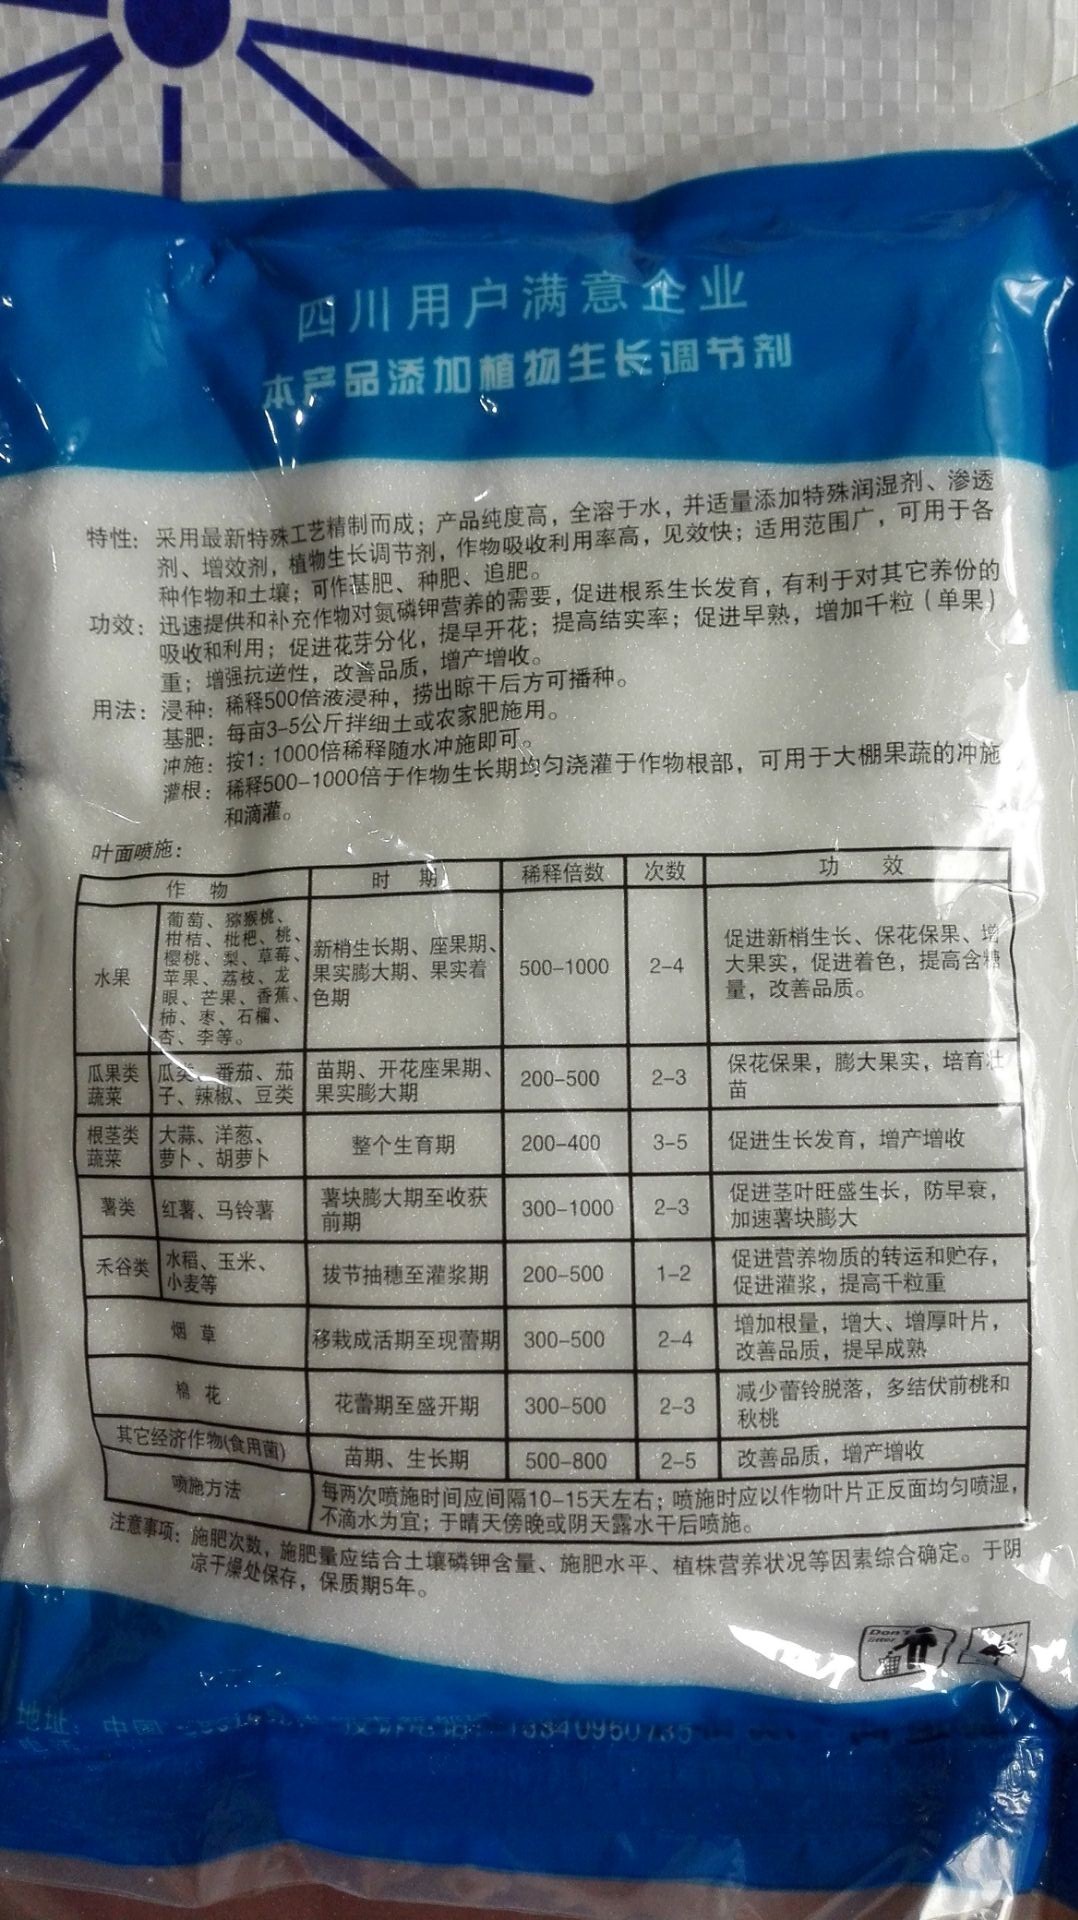 四川用户满意企业
本产品添加植物生长调节剂
特性：采用最新特殊工艺精制而成；产品纯度高，全溶于水，并适量添加特殊润湿剂、渗透
剂、增效剂，植物生长调节剂，作物吸收利用率高，见效快；适用范围广，可用于各
种作物和土壤；可作基肥、种肥、追肥。
功效：迅速提供和补充作物对氮磷钾营养的需要，促进根系生长发育，有利于对其它养份的
吸收和利用；促进花芽分化，提早开花；提高结实率；促进早熟，增加千粒（单果）
重；增强抗逆性，改善品质，增产增收。
用法：浸种：稀释500倍液浸种，捞出晾干后方可播种。
基肥：每亩3-5公斤拌细土或农家肥施用。
冲施：按1：1000倍稀释随水冲施即可。
灌根：稀释500-1000倍于作物生长期均匀浇灌于作物根部，可用于大棚果蔬的冲施
和滴灌。
叶面喷施：
作物 时期 稀释倍数 次数 功效
水果
葡萄、猕猴桃、
柑桔、枇杷、桃、
樱桃、梨、草莓、
苹果、荔枝、龙
眼、芒果、香蕉、
柿、枣、石榴、
杏、李等。
新梢生长期、座果期、
果实膨大期、果实着
色期
500-1000
2-4
促进新梢生长、保花保果、增
大果实，促进着色，提高含糖
量，改善品质。
瓜果类
蔬菜
瓜类、番茄、茄
子、辣椒、豆类
苗期、开花座果期、
果实膨大期
200-500
2-3
保花保果，膨大果实，培育壮
苗
根茎类
蔬菜
大蒜、洋葱、
萝卜、胡萝卜
整个生育期
200-400
3-5
促进生长发育，增产增收
薯类
红薯、马铃薯
薯块膨大期至收获
前期
300-1000
2-3
促进茎叶旺盛生长，防早衰，
加速薯块膨大
禾谷类
水稻、玉米、
小麦等
拔节抽穗至灌浆期
200-500
1-2
促进营养物质的转运和贮存，
促进灌浆，提高千粒重
烟草
移栽成活期至现蕾期
300-500
2-4
增加根量，增大、增厚叶片，
改善品质，提早成熟
棉花
花蕾期至盛开期
300-500
2-3
减少蕾铃脱落，多结伏前桃和
秋桃
其它经济作物(食用菌)
苗期、生长期
500-800
2-5
改善品质，增产增收
喷施方法
每两次喷施时间应间隔10-15天左右；喷施时应以作物叶片正反面均匀喷湿，
不滴水为宜；于晴天傍晚或阴天露水干后喷施。
注意事项：施肥次数，施肥量应结合土壤磷钾含量、施肥水平、植株营养状况等因素综合确定。于阴
凉干燥处保存，保质期5年。
Don't
litter
地址：中国